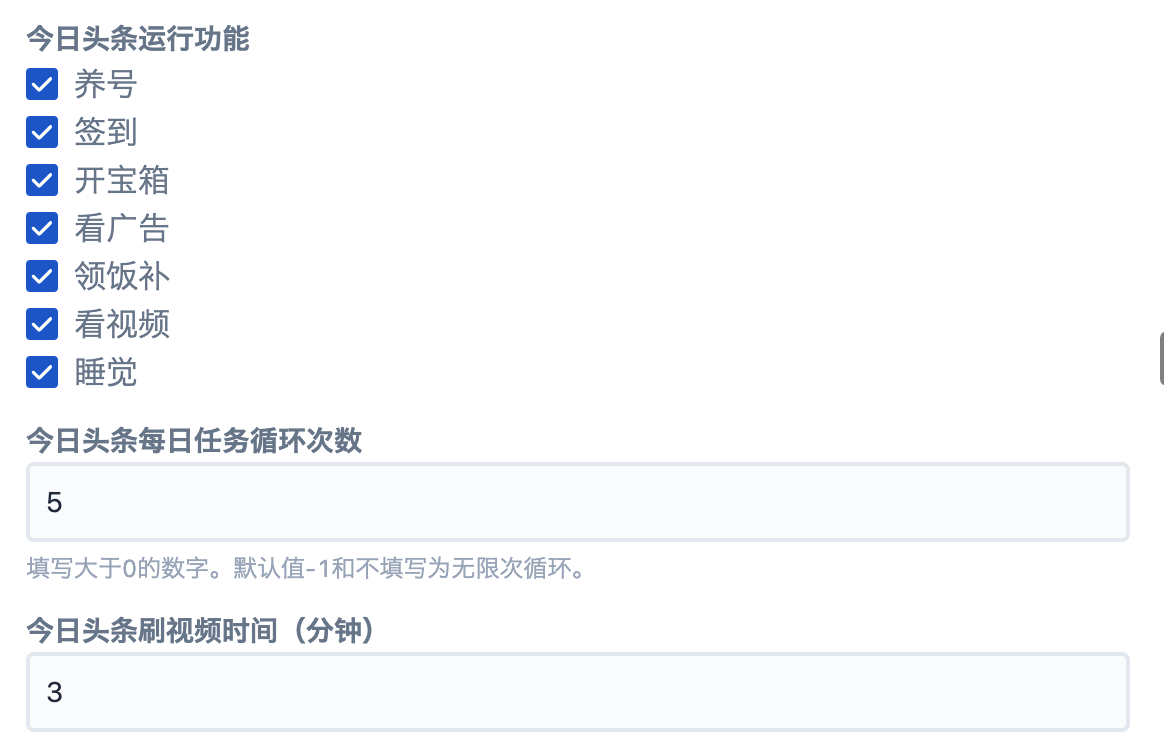 今日头条运行功能
养号
签到
开宝箱
看广告
领饭补
看视频
睡觉
今日头条每日任务循环次数
5
填写大于0的数字。默认值-1和不填写为无限次循环。
今日头条刷视频时间（分钟）
3